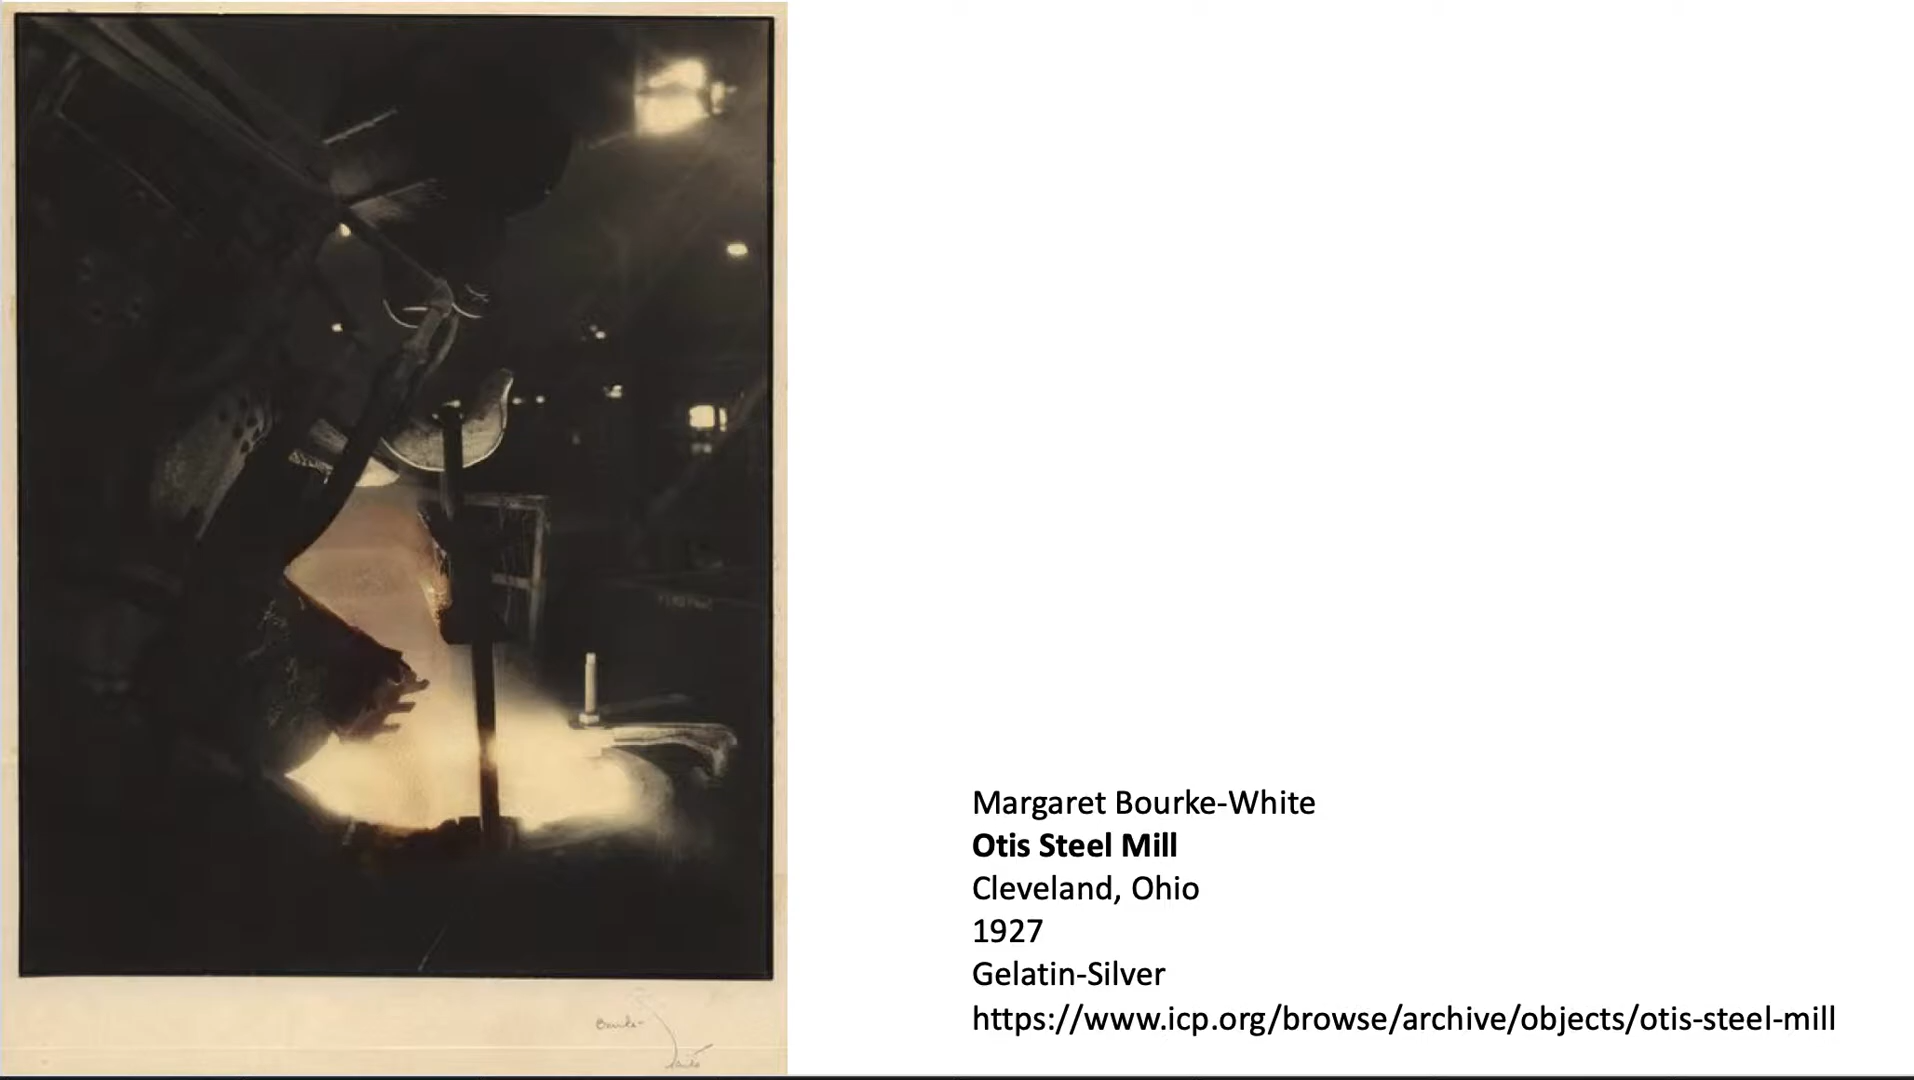 Margaret Bourke-White
Otis Steel Mill
Cleveland, Ohio
1927
Gelatin-Silver
https://www.icp.org/browse/archive/objects/otis-steel-mill
Bourke-